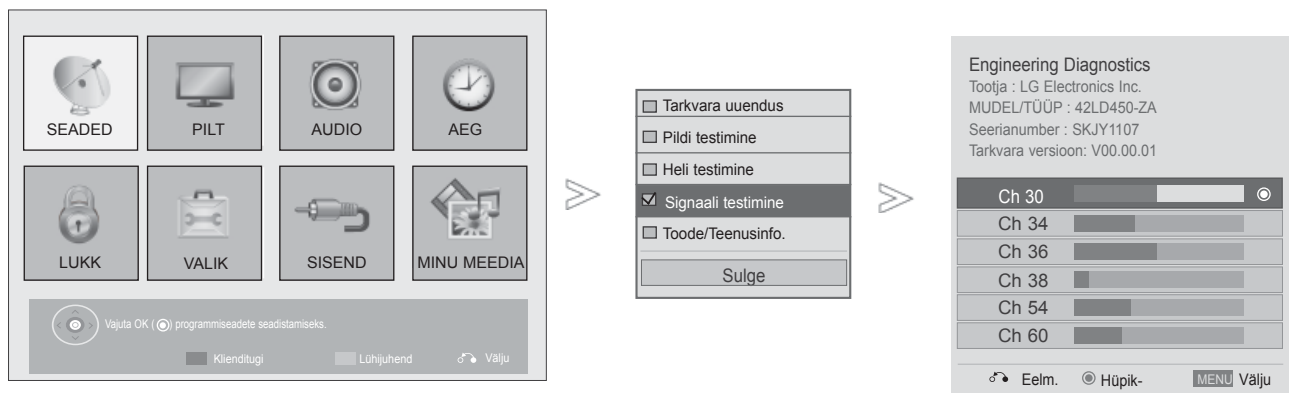 SEADED
PILT
AUDIO
AEG
LUKK
VALIK
SISEND
MINU MEEDIA
Vajuta OK ( ) programmiseadete seadistamiseks.
Klienditugi
Lühijuhend
Välju
Tarkvara uuendus
Pildi testimine
Heli testimine
Signaali testimine
Toode/Teenusinfo.
Sulge
Engineering Diagnostics
Tootja : LG Electronics Inc.
MUDEL/TÜÜP : 42LD450-ZA
Seerianumber : SKJY1107
Tarkvara versioon: V00.00.01
Ch 30
Ch 34
Ch 36
Ch 38
Ch 54
Ch 60
Eelm.
Hüpik-
MENU Välju